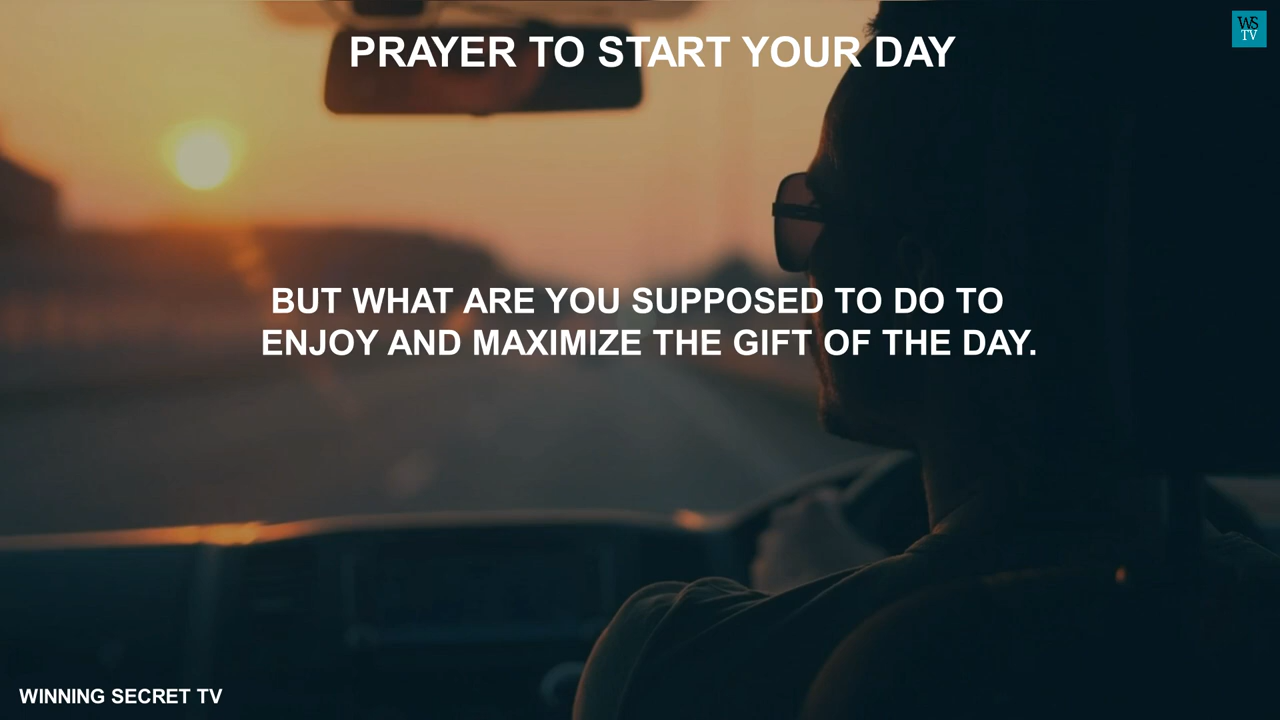 PRAYER TO START YOUR DAY
WS
TV
BUT WHAT ARE YOU SUPPOSED TO DO TO
ENJOY AND MAXIMIZE THE GIFT OF THE DAY.
WINNING SECRET TV